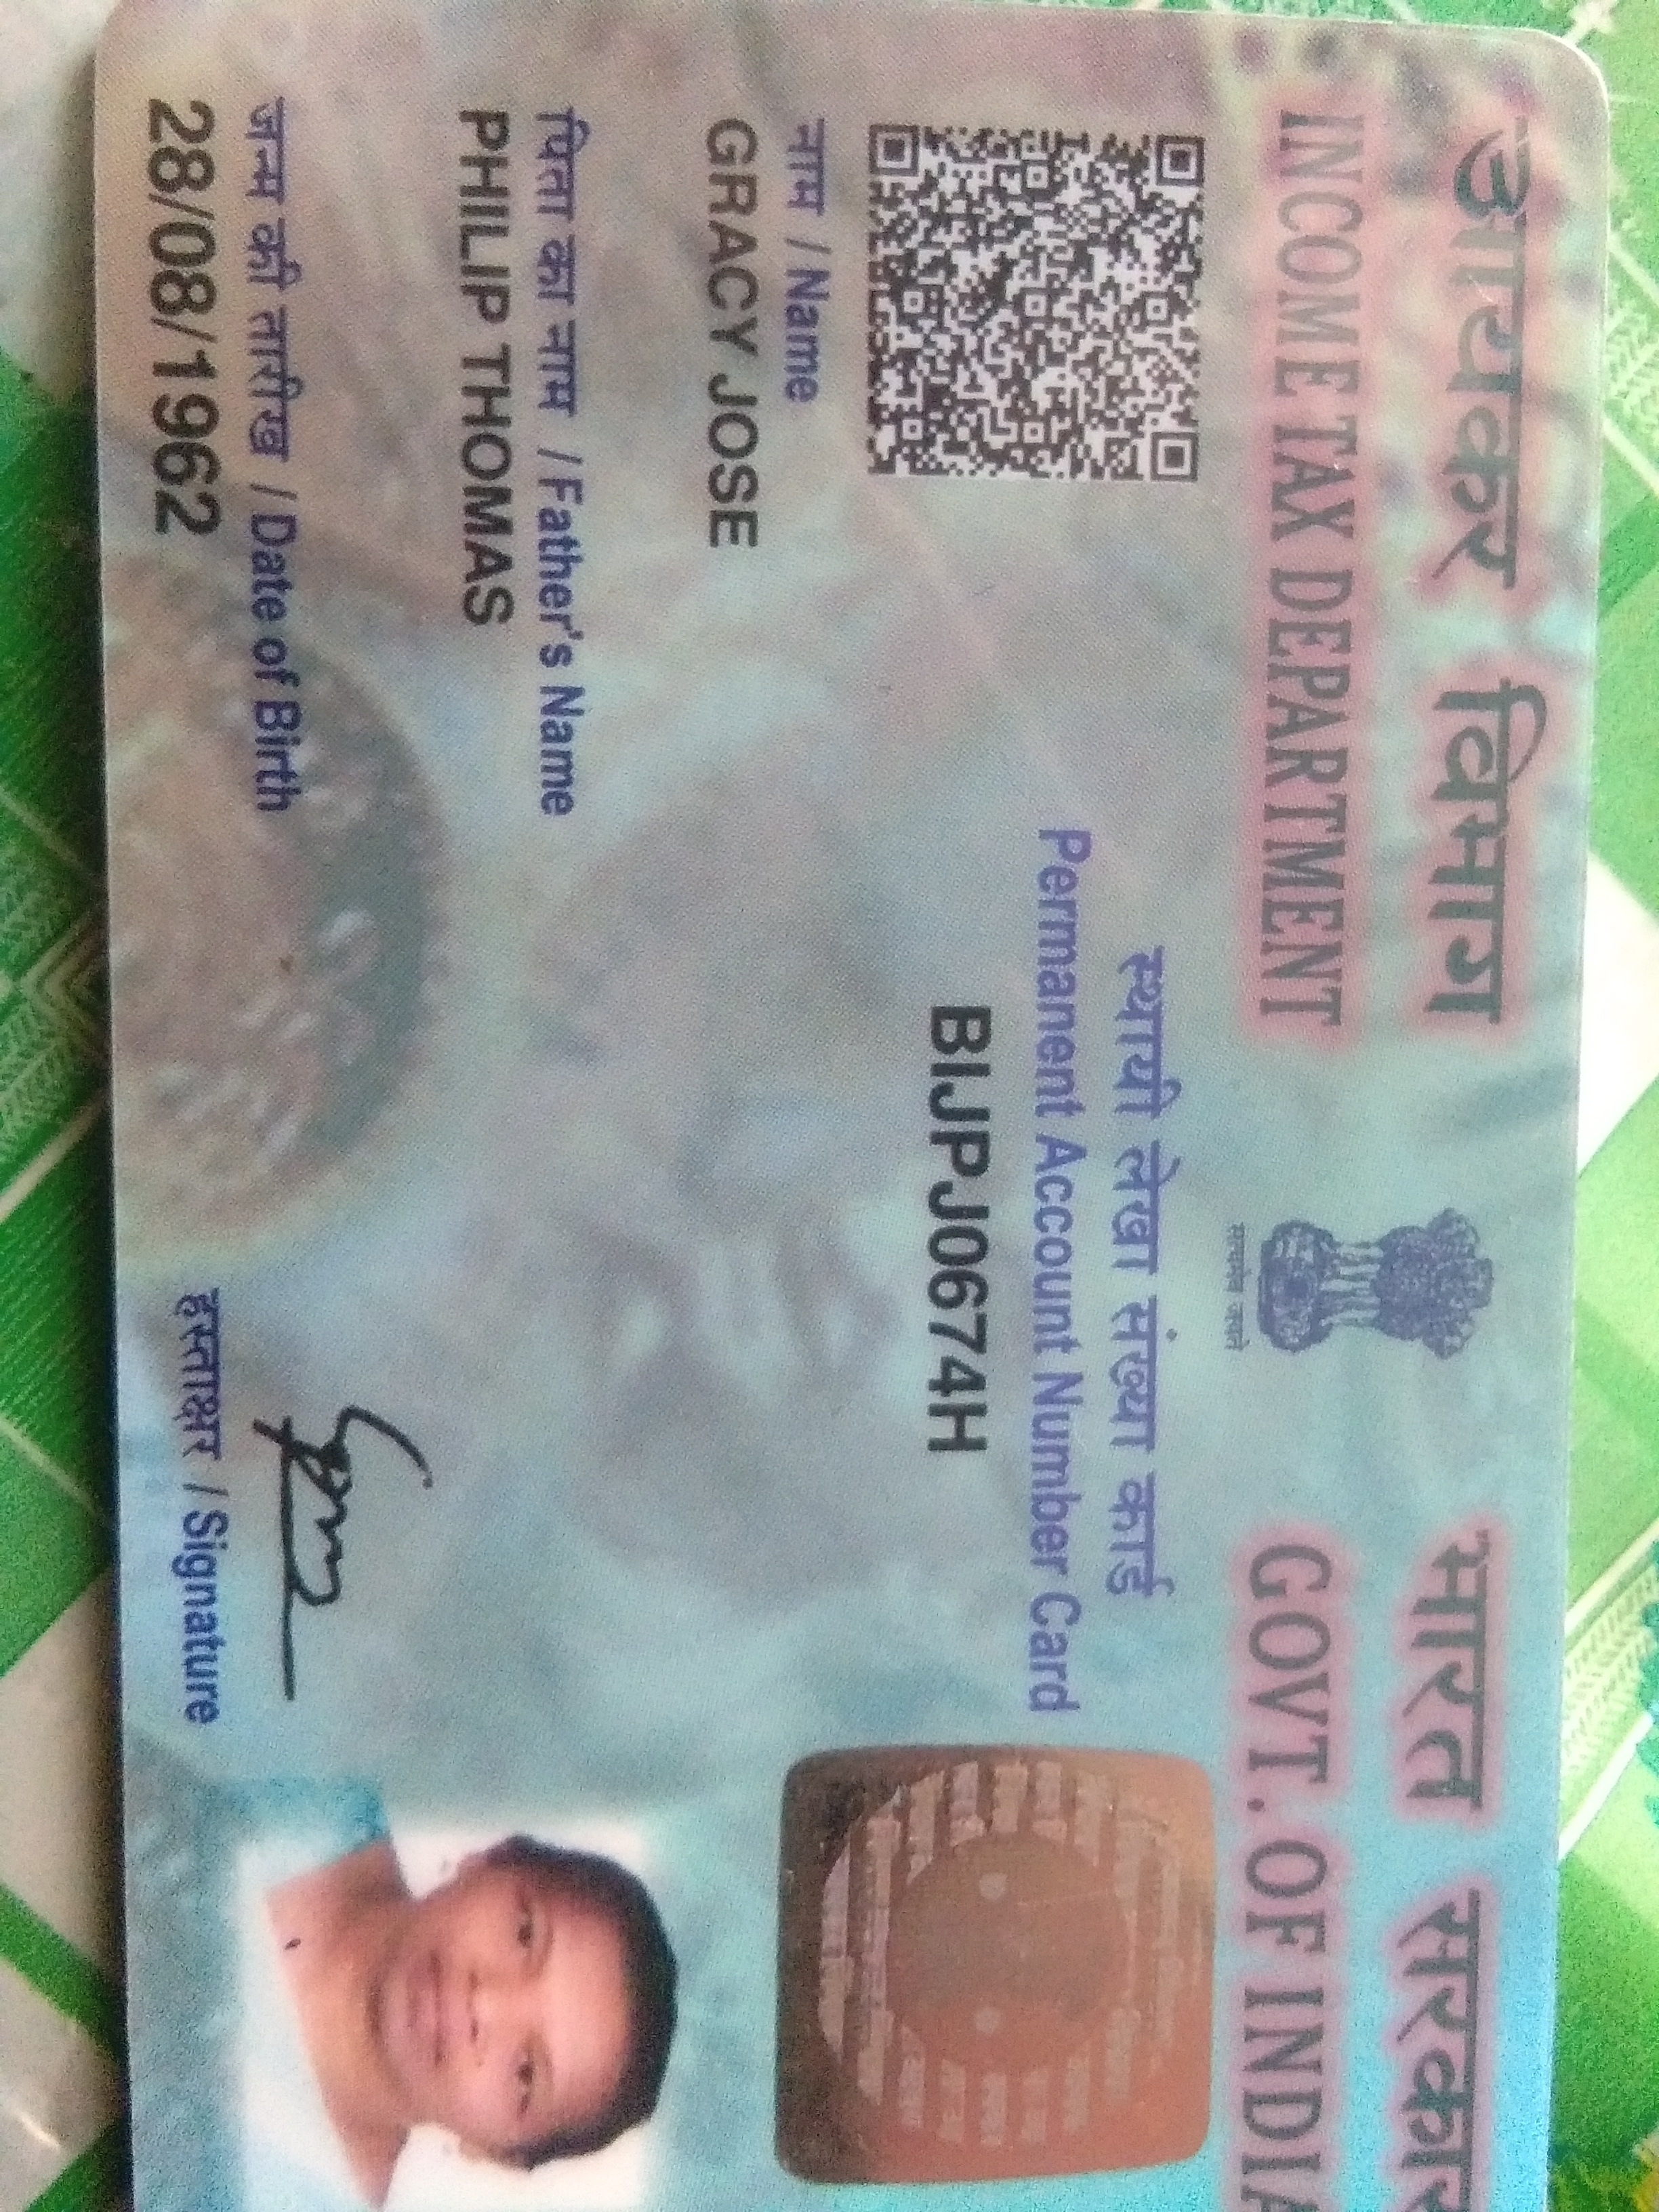 आयकर विभाग
INCOME TAX DEPARTMENT
सत्यमेव जयते
भारत सरकार
GOVT. OF INDIA
स्थायी लेखा संख्या कार्ड
Permanent Account Number Card
BIJPJ0674H
नाम / Name
GRACY JOSE
पिता का नाम / Father's Name
PHILIP THOMAS
जन्म की तारीख / Date of Birth
28/08/1962
हस्ताक्षर / Signature